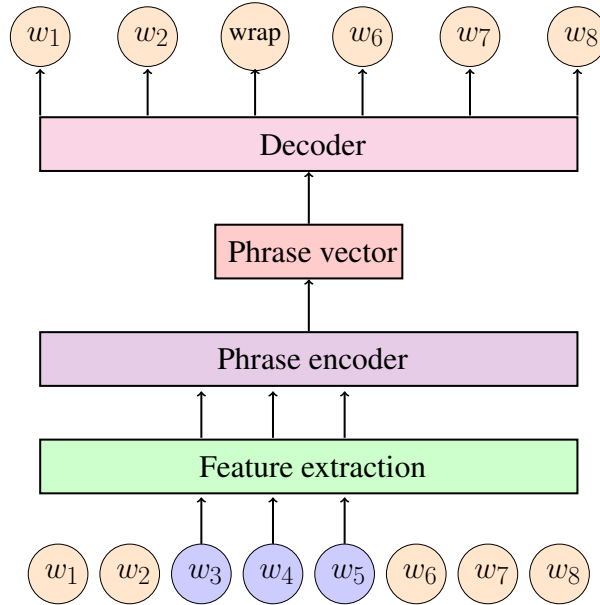 w₁ w₂ wrap w₆ w₇ w₈
Decoder
Phrase vector
Phrase encoder
Feature extraction
w₁ w₂ w₃ w₄ w₅ w₆ w₇ w₈